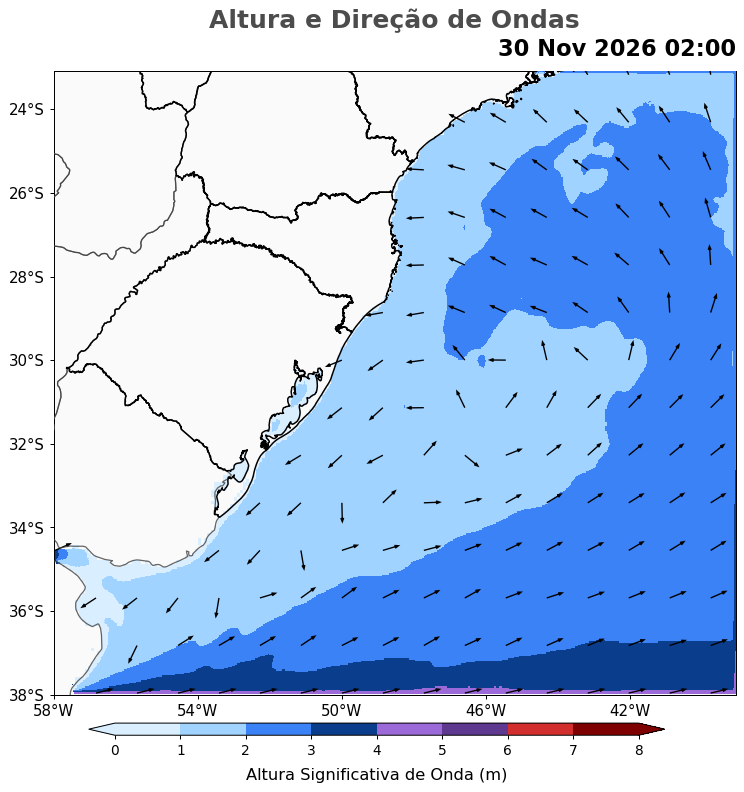 Altura e Direção de Ondas
30 Nov 2026 02:00
24°S
26°S
28°S
30°S
32°S
34°S
36°S
38°S
58°W 54°W 50°W 46°W 42°W
0 1 2 3 4 5 6 7 8
Altura Significativa de Onda (m)